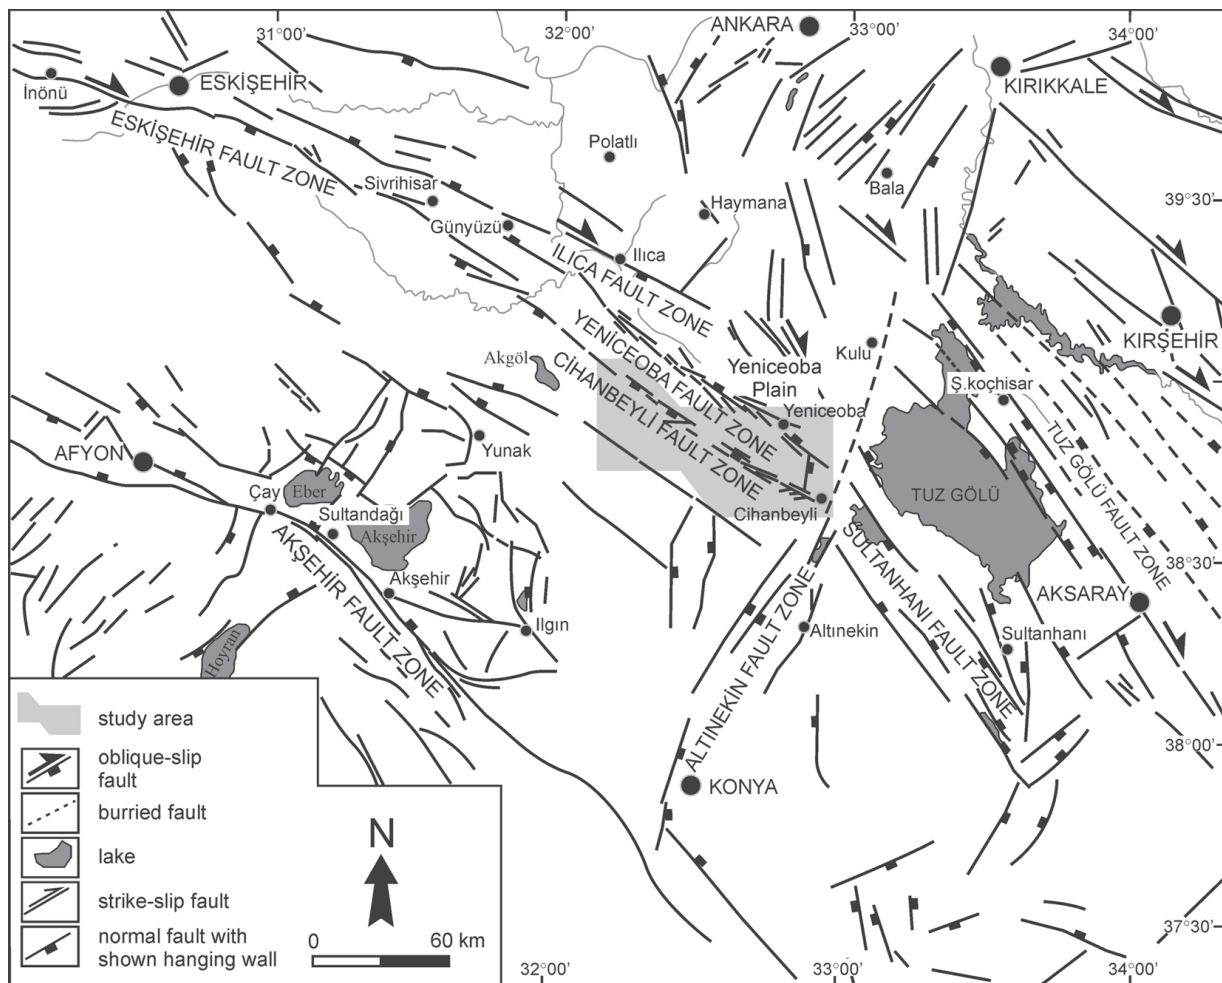 ANKARA
31°00'
32°00'
33°00'
34°00'
İnönü
ESKİŞEHİR
KIRIKKALE
ESKİŞEHİR FAULT ZONE
Polatlı
Sivrihisar
Bala
Haymana
39°30'
Günyüzü
Ilıca
ILICA FAULT ZONE
YENİCEOBA FAULT ZONE
CİHANBEYLİ FAULT ZONE
Akgöl
Kulu
KIRŞEHİR
Yeniceoba
Plain
Ş.koçhisar
Yeniceoba
39°00'
AFYON
Yunak
TUZ GÖLÜ FAULT ZONE
Eber
Çay
TUZ GÖLÜ
Sultandağı
Cihanbeyli
Akşehir
AKŞEHİR FAULT ZONE
SULTANHANI FAULT ZONE
38°30'
Akşehir
AKSARAY
Ilgın
Altınekin
Sultanhanı
Hoyran
ALTINEKİN FAULT ZONE
38°00'
KONYA
study area
oblique-slip
fault
burried fault
lake
strike-slip fault
normal fault with
shown hanging wall
N
0
60 km
37°30'
32°00'
33°00'
34°00'